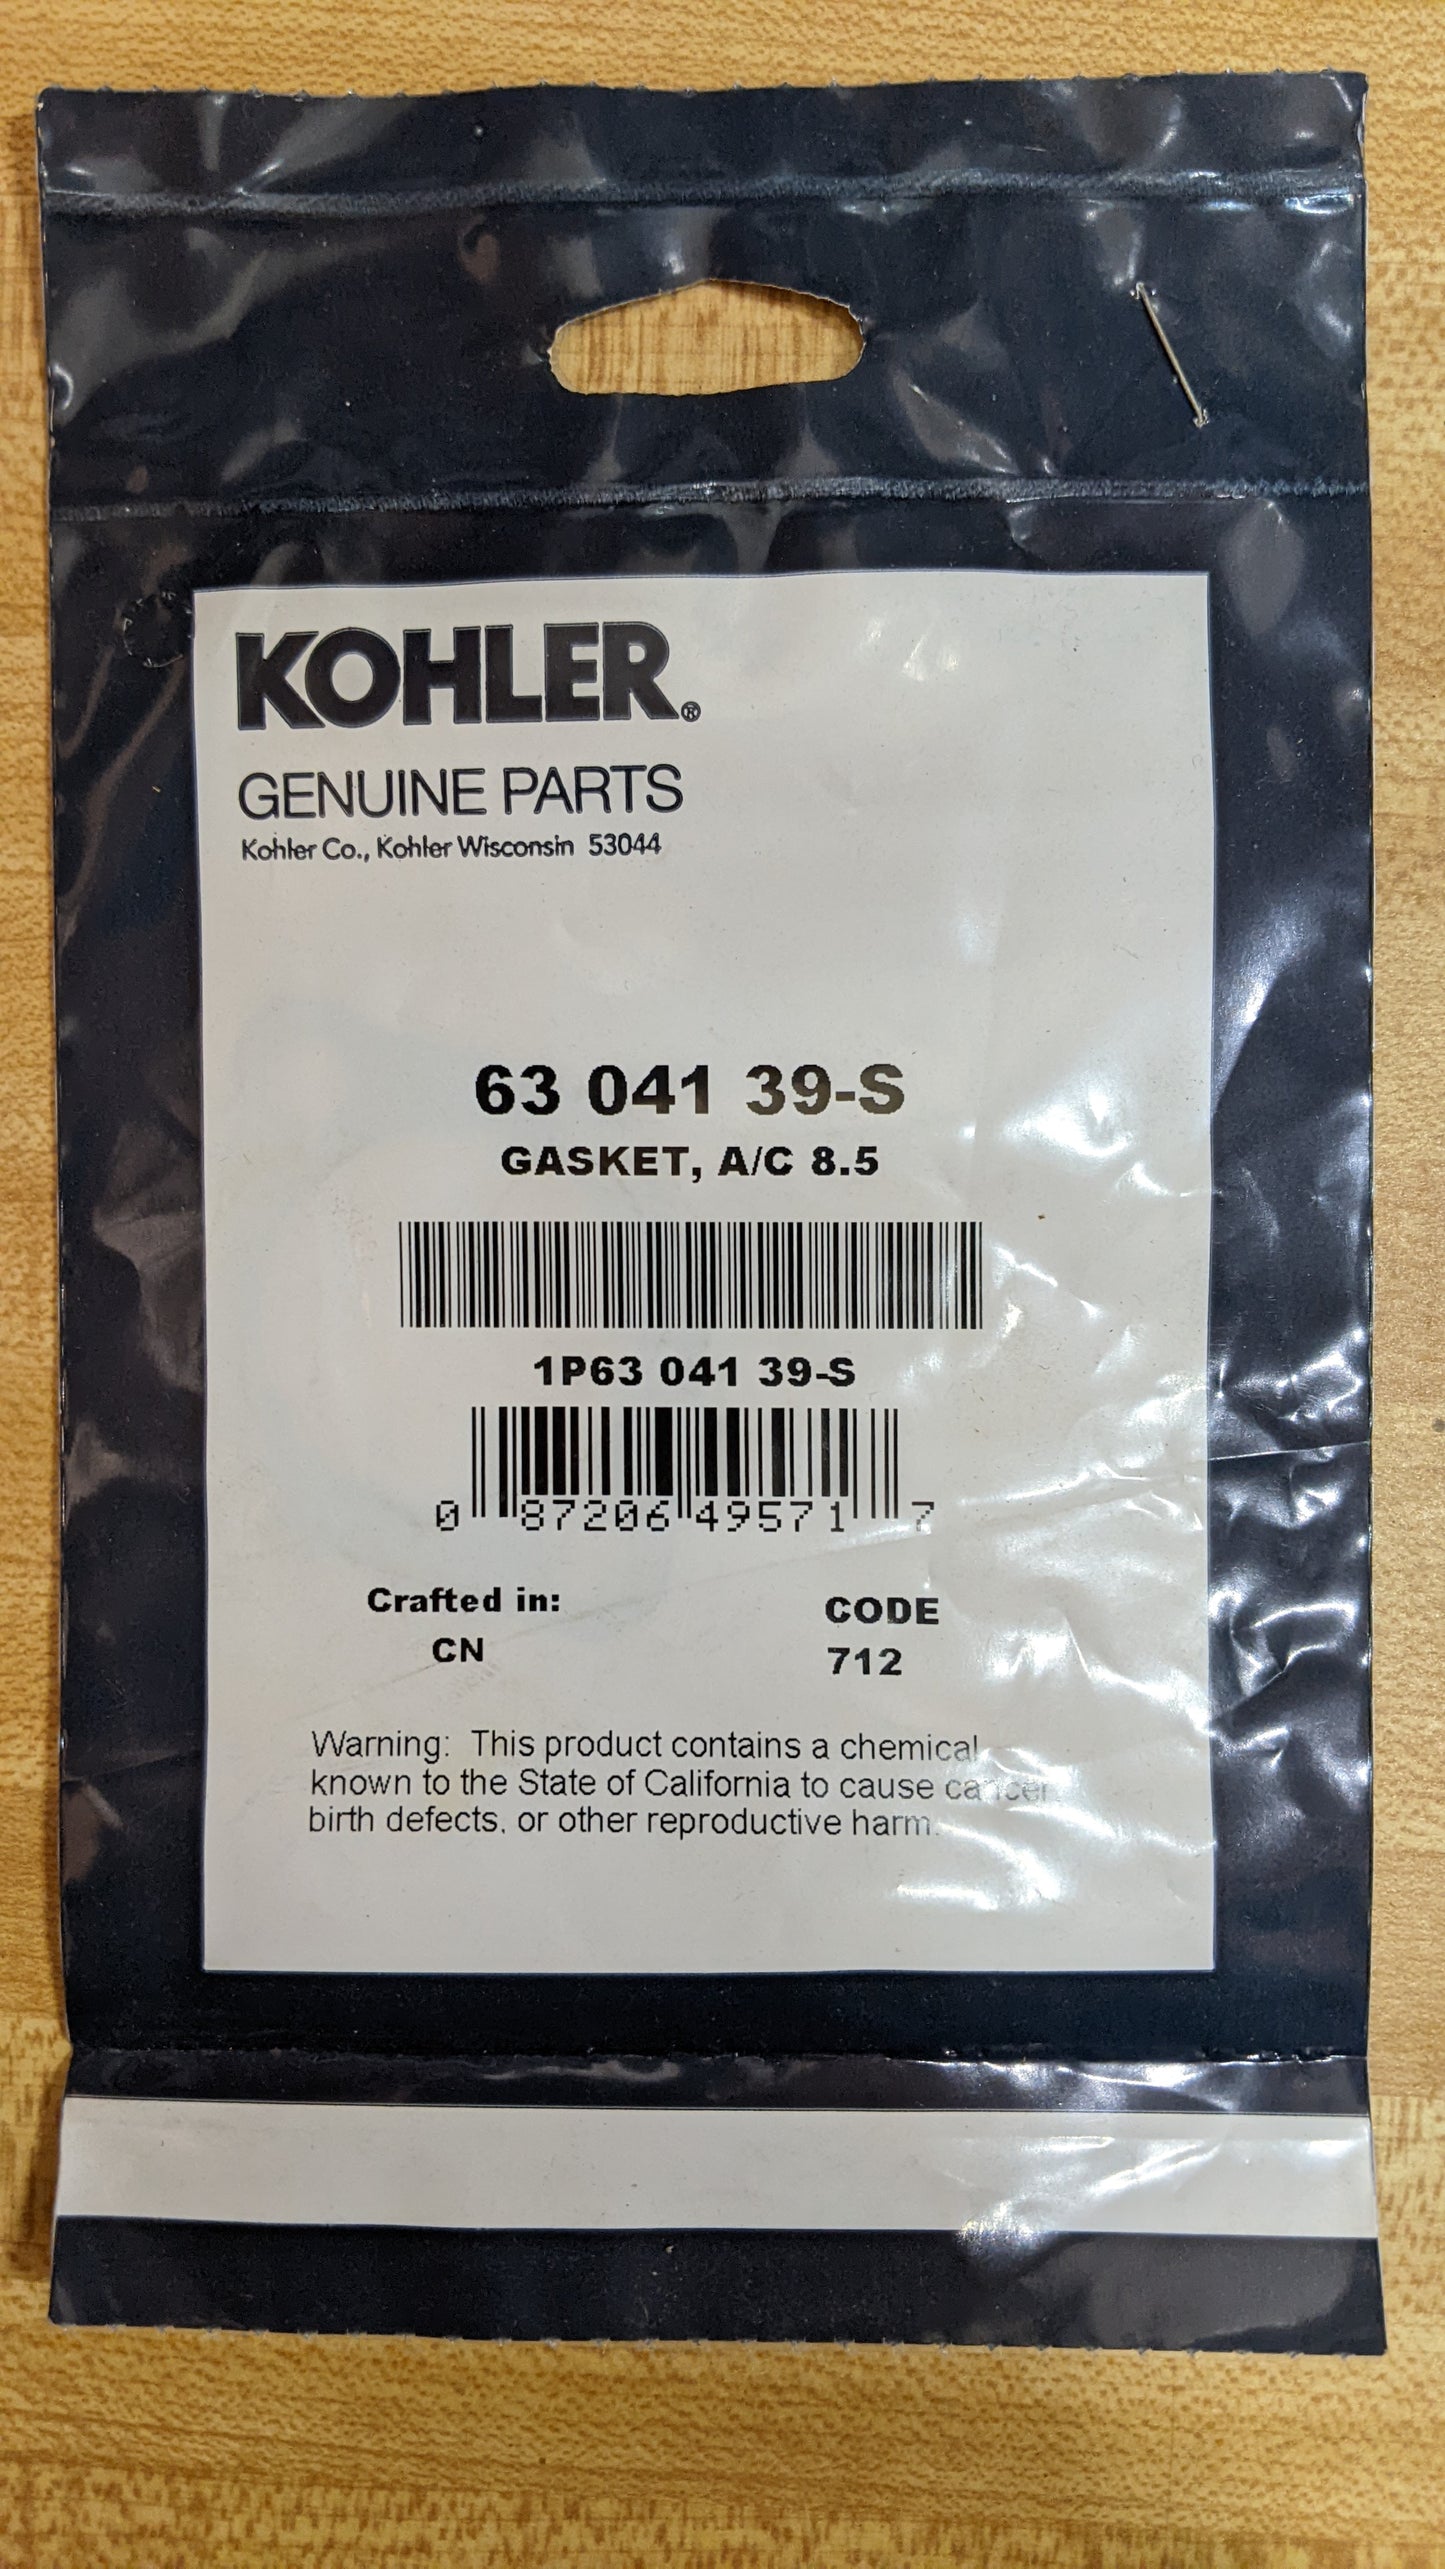 KOHLER®
GENUINE PARTS
Kohler Co., Kohler Wisconsin 53044
63 041 39-S
GASKET, A/C 8.5
1P63 041 39-S
0 87206 49571 7
Crafted in:
CN
CODE
712
Warning: This product contains a chemical
known to the State of California to cause cancer
birth defects, or other reproductive harm.